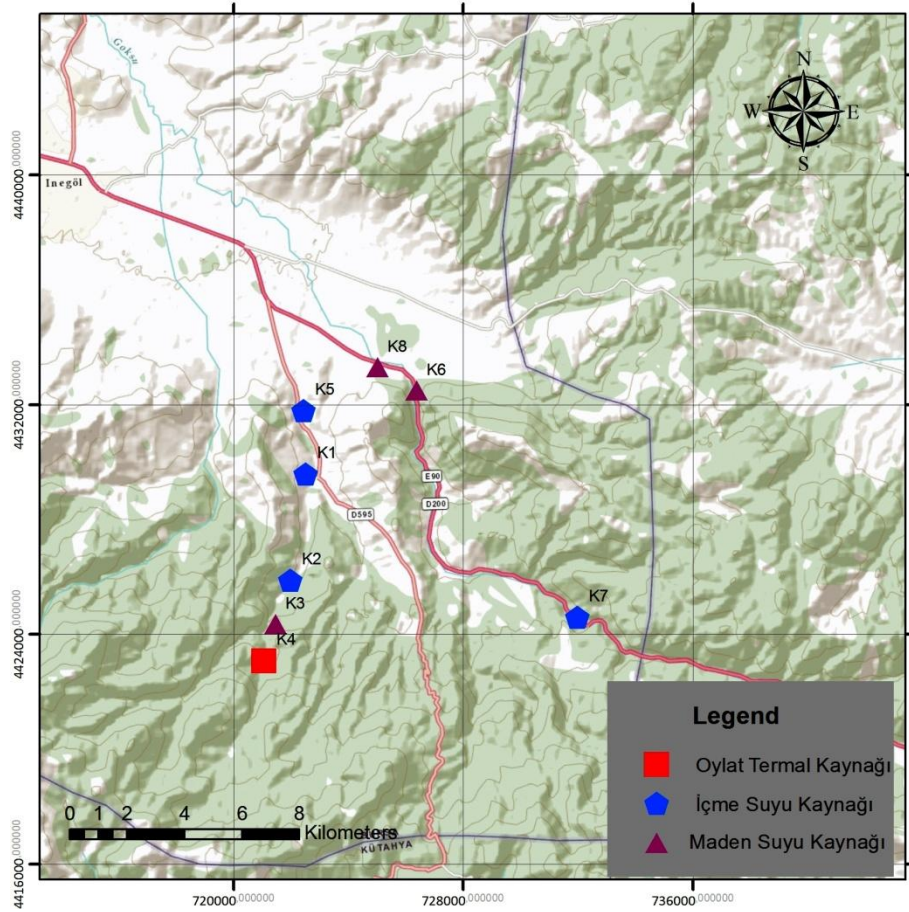 Goksu
N
W
E
S
4440000,000000
Inegöl
K8
K6
4432000,000000
K5
K1
E90
D595
D200
K2
K3
K7
K4
4424000,000000
Legend
Oylat Termal Kaynağı
İçme Suyu Kaynağı
Maden Suyu Kaynağı
0 1 2 4 6 8
Kilometers
KÜTAHYA
4416000,000000
720000,000000
728000,000000
736000,000000